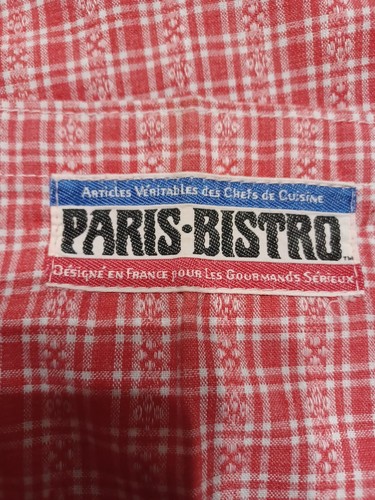 Articles Véritables des Chefs de Cuisine
PARIS·BISTRO™
Désigné en France pour les Gourmands Sérieux